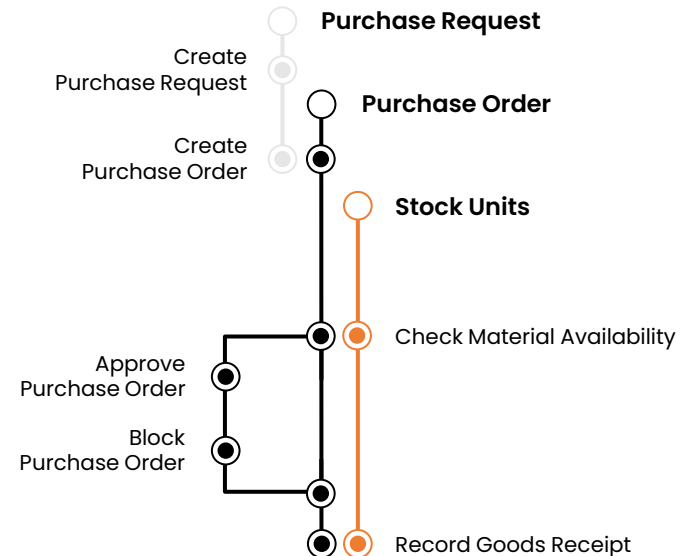 Purchase Request
Create
Purchase Request
Purchase Order
Create
Purchase Order
Stock Units
Check Material Availability
Approve
Purchase Order
Block
Purchase Order
Record Goods Receipt